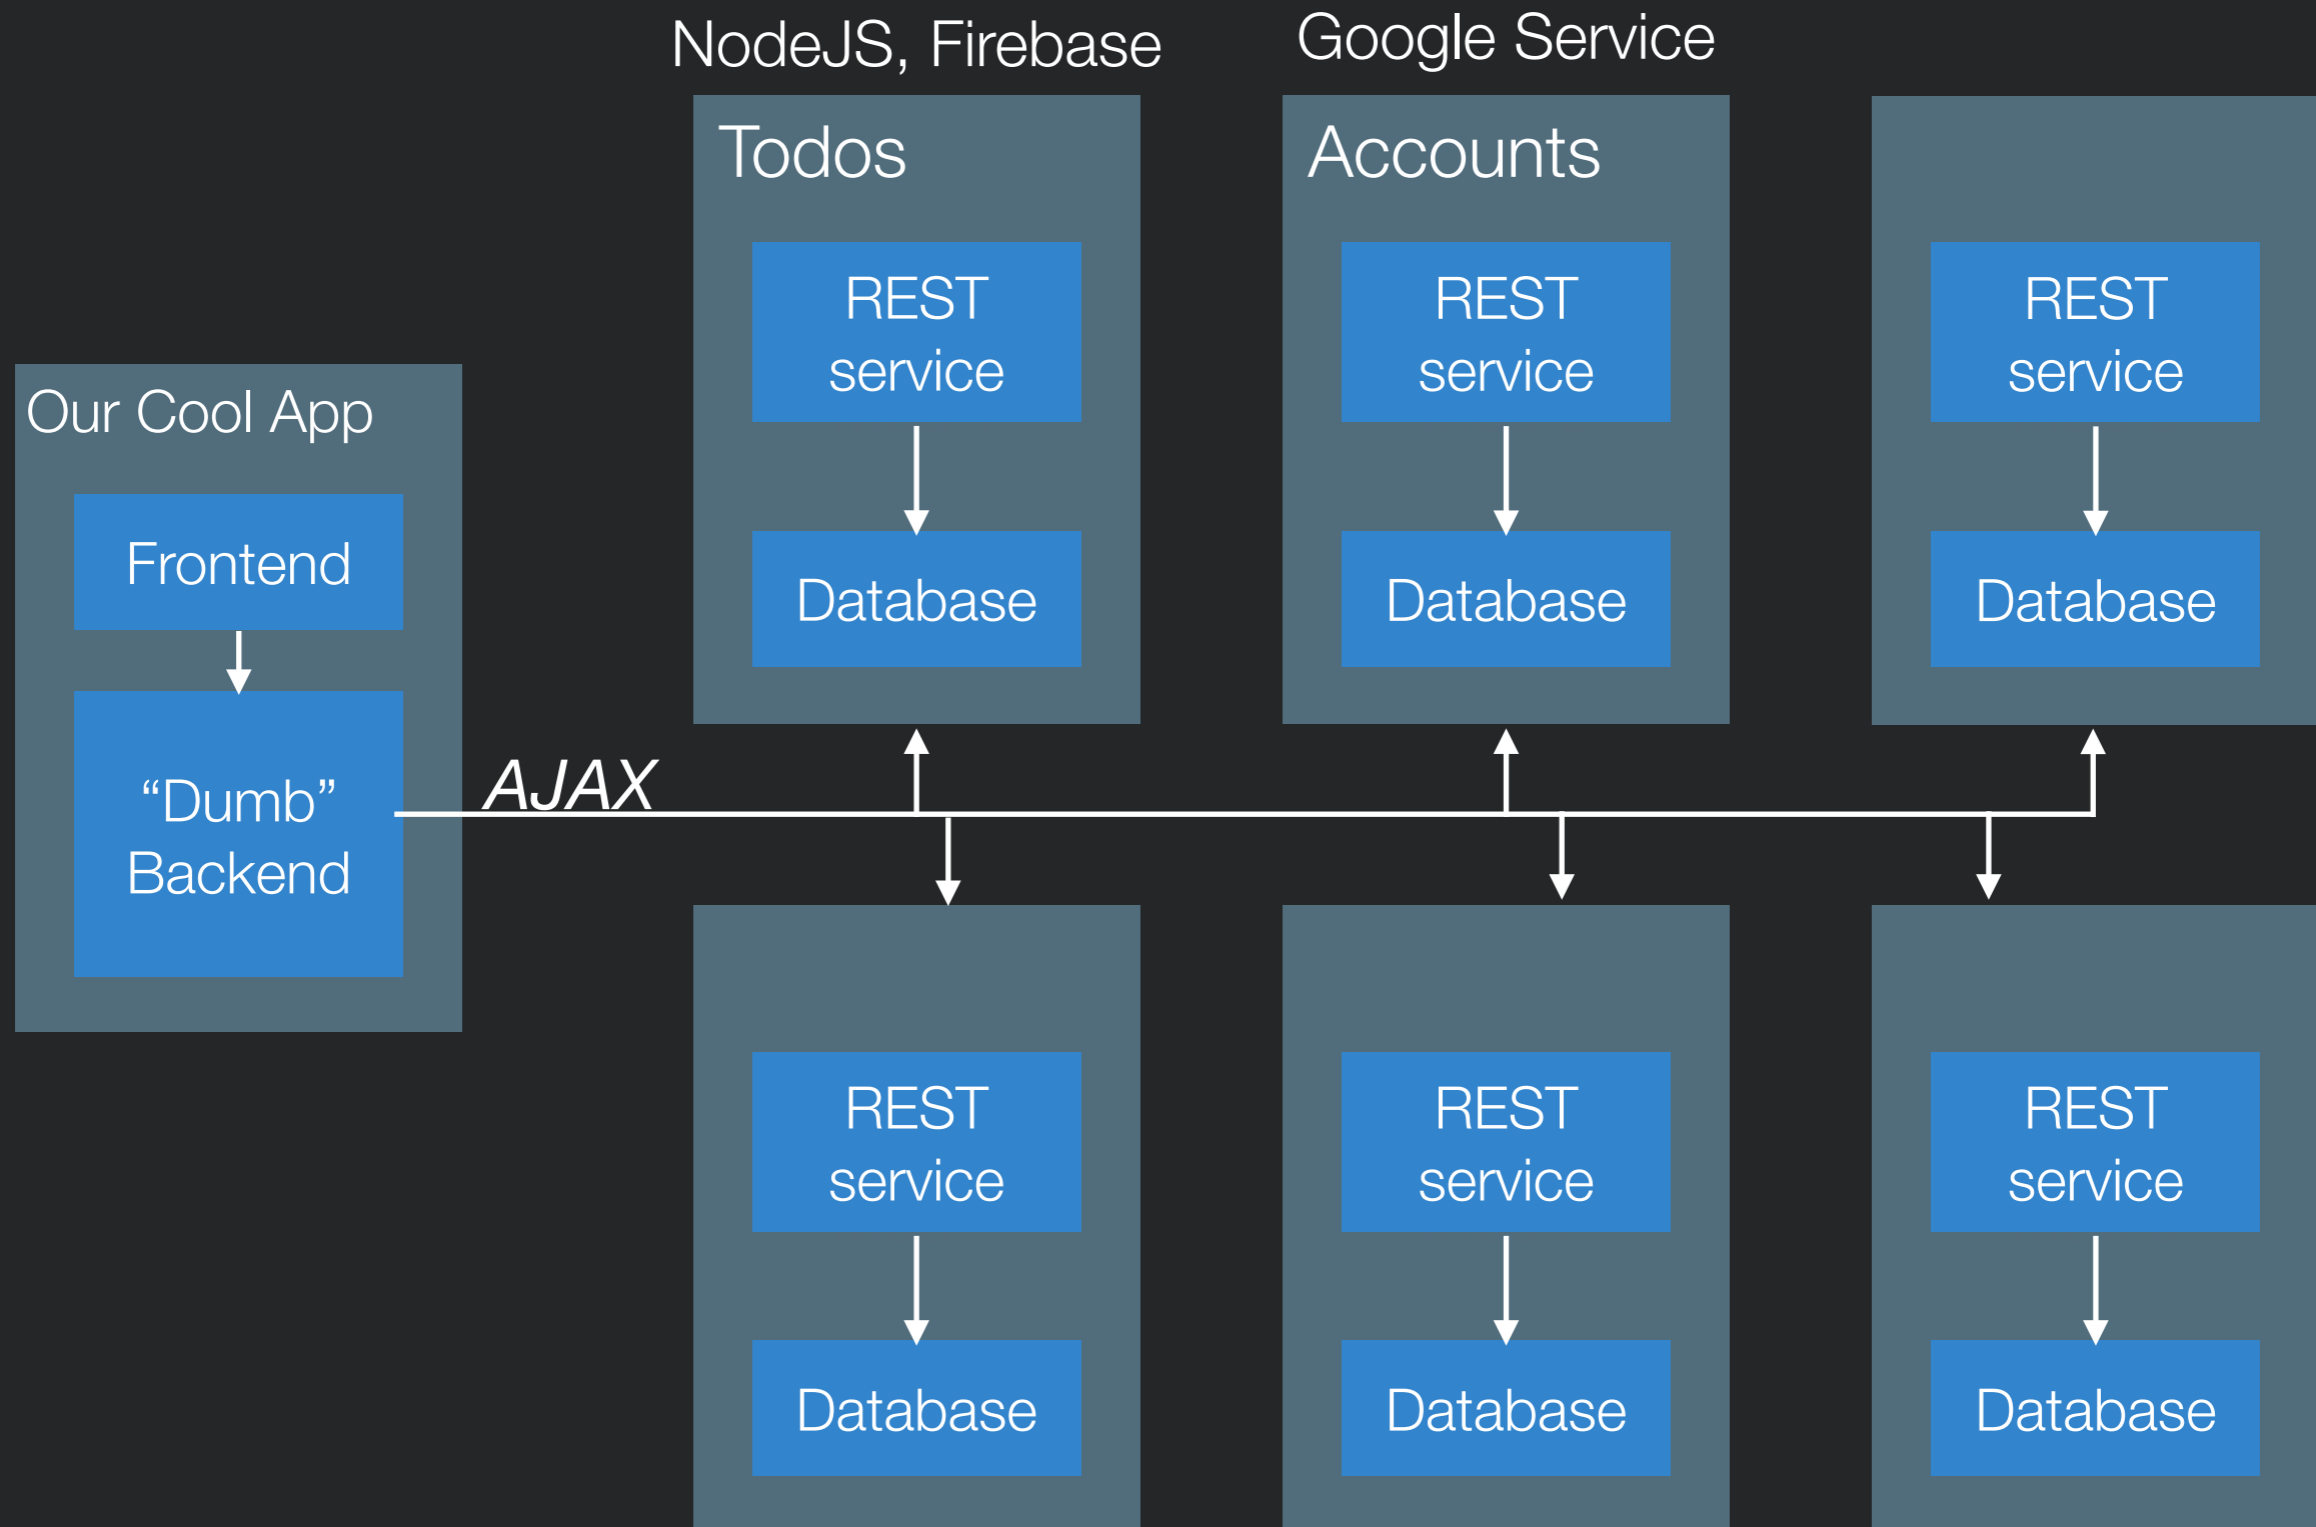 NodeJS, Firebase
Google Service
Todos
Accounts
REST
service
REST
service
REST
service
Our Cool App
Frontend
Database
Database
Database
“Dumb”
Backend
AJAX
REST
service
REST
service
REST
service
Database
Database
Database